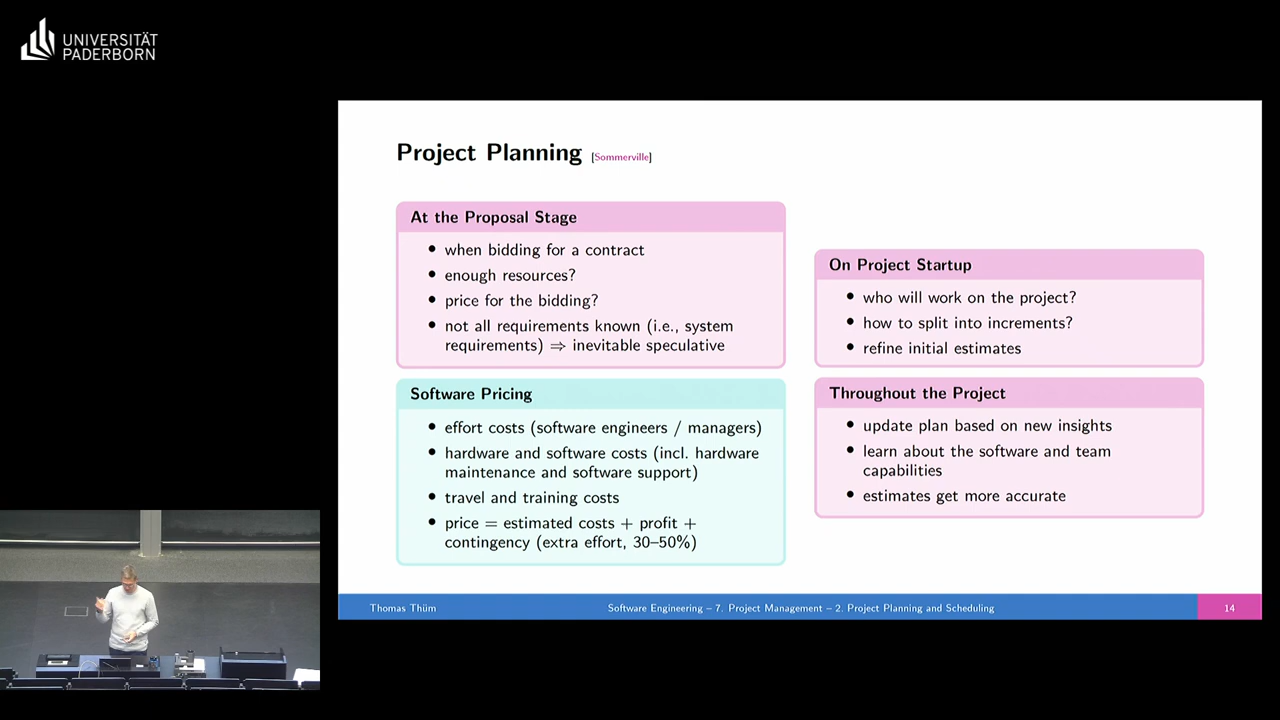 UNIVERSITÄT
PADERBORN
Project Planning [Sommerville]
At the Proposal Stage
• when bidding for a contract
• enough resources?
• price for the bidding?
• not all requirements known (i.e., system
requirements) ⇒ inevitable speculative
Software Pricing
• effort costs (software engineers / managers)
• hardware and software costs (incl. hardware
maintenance and software support)
• travel and training costs
• price = estimated costs + profit +
contingency (extra effort, 30–50%)
On Project Startup
• who will work on the project?
• how to split into increments?
• refine initial estimates
Throughout the Project
• update plan based on new insights
• learn about the software and team
capabilities
• estimates get more accurate
Thomas Thüm
Software Engineering – 7. Project Management – 2. Project Planning and Scheduling
14